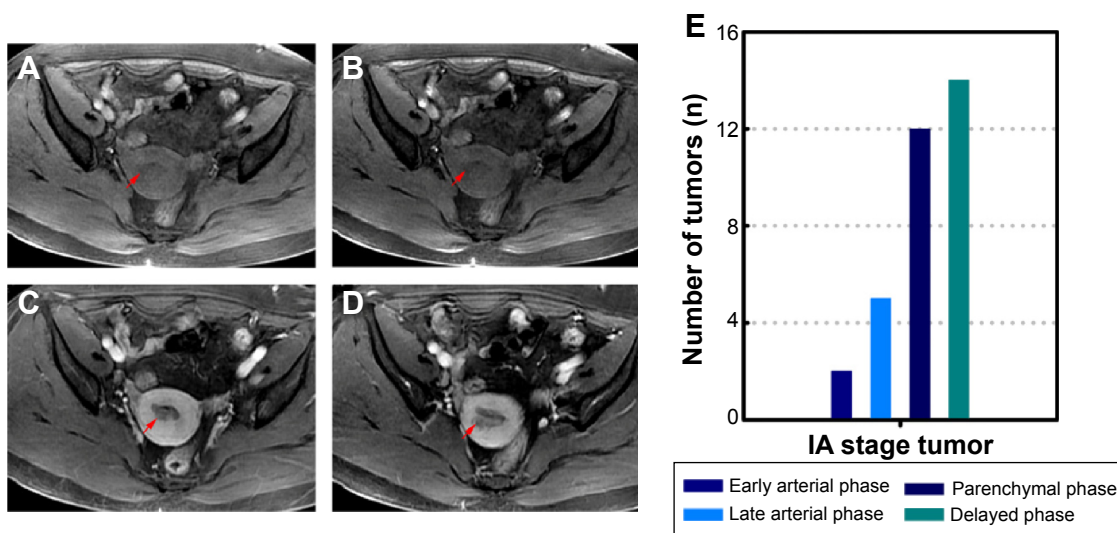 A
B
C
D
E
Number of tumors (n)
16
12
8
4
0
IA stage tumor
Early arterial phase
Parenchymal phase
Late arterial phase
Delayed phase